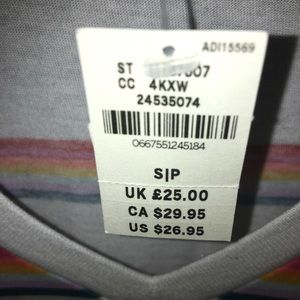 ADI15569
ST
CC 4KXW
24535074
0667551245184
S|P
UK £25.00
CA $29.95
US $26.95